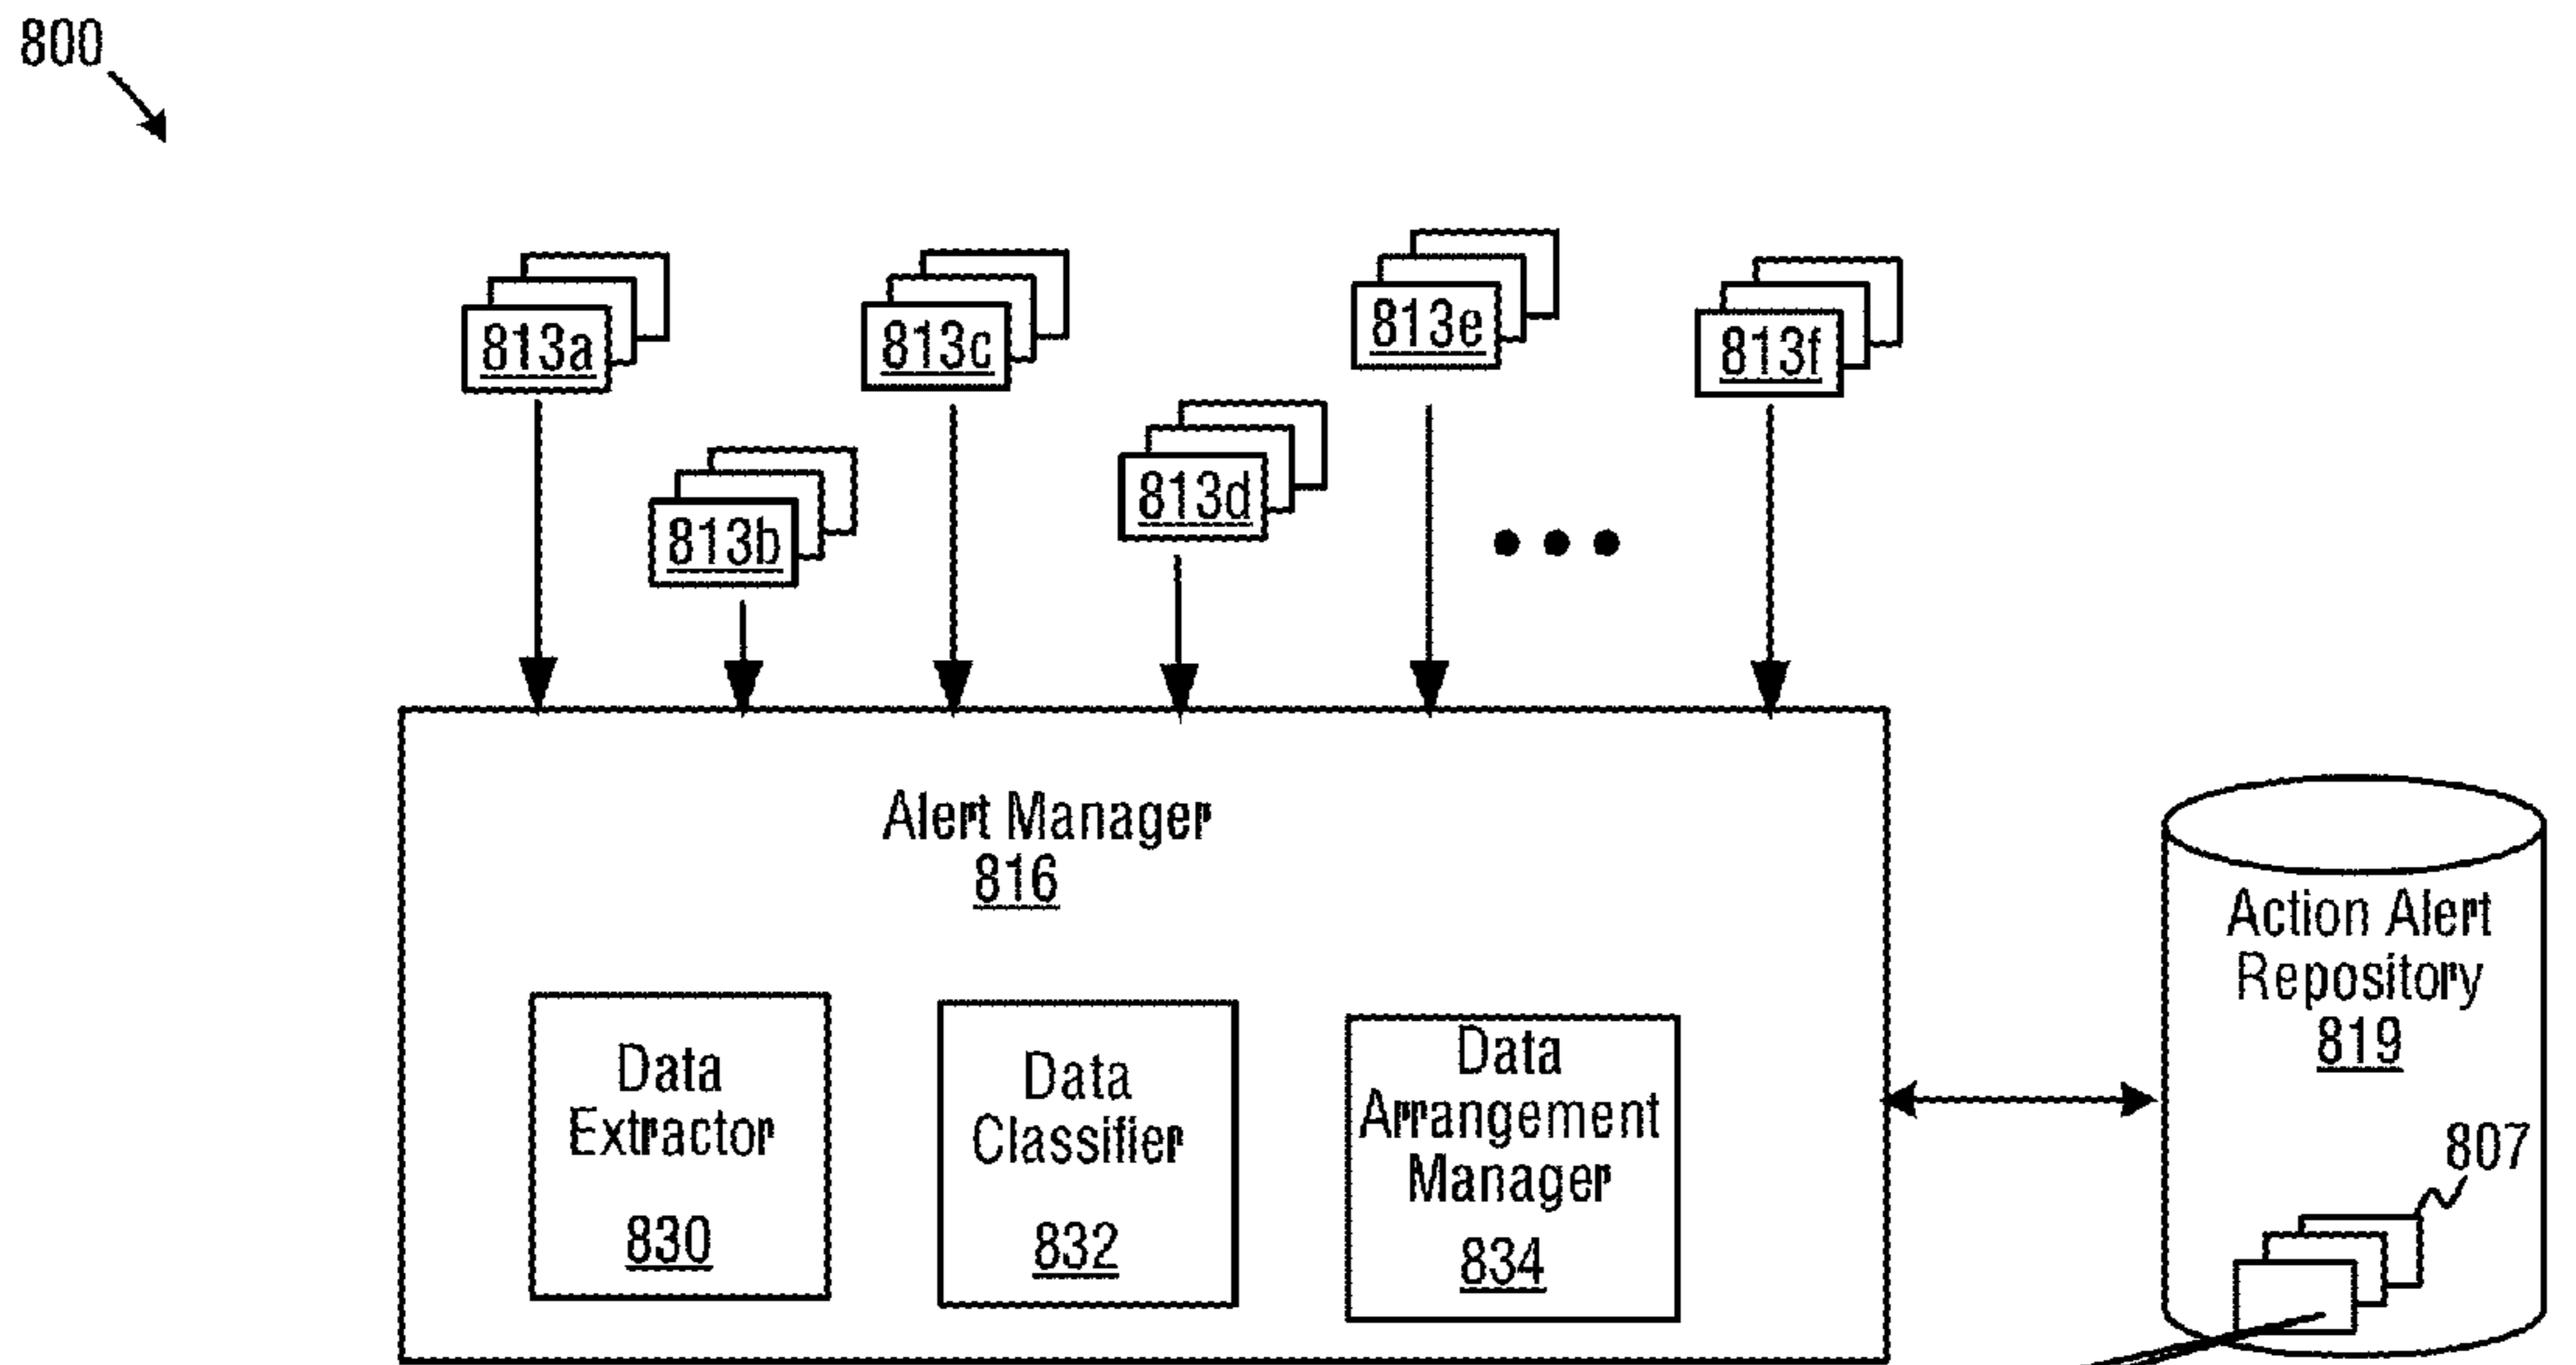 800
813a
813c
813e
813f
813b
813d
Alert Manager
816
Action Alert
Repository
819
Data
Extractor
830
Data
Classifier
832
Data
Arrangement
Manager
834
807